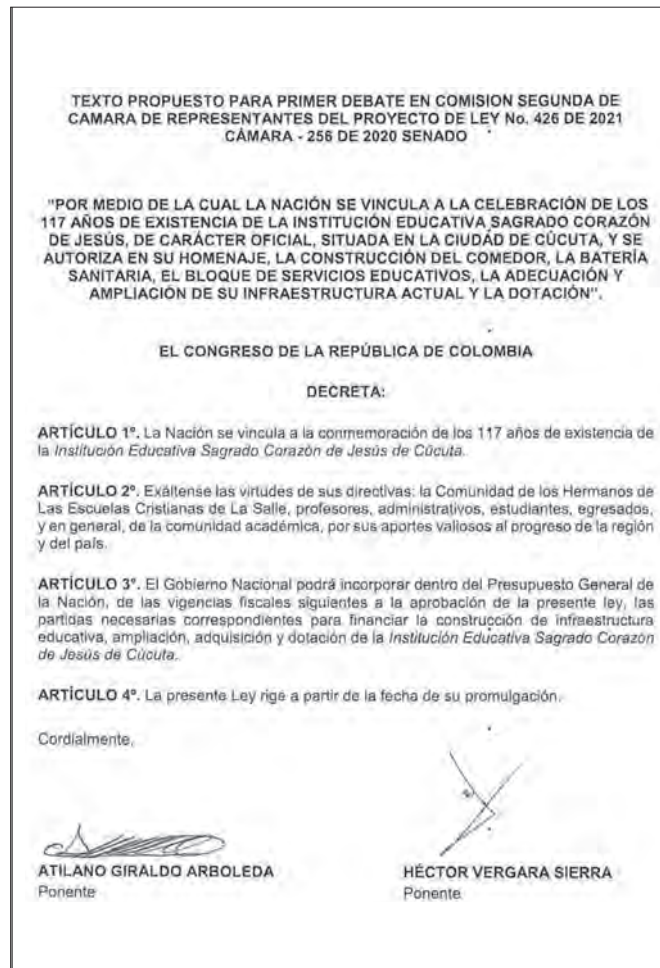 TEXTO PROPUESTO PARA PRIMER DEBATE EN COMISION SEGUNDA DE
CAMARA DE REPRESENTANTES DEL PROYECTO DE LEY No. 426 DE 2021
CÁMARA - 256 DE 2020 SENADO
"POR MEDIO DE LA CUAL LA NACIÓN SE VINCULA A LA CELEBRACIÓN DE LOS
117 AÑOS DE EXISTENCIA DE LA INSTITUCIÓN EDUCATIVA SAGRADO CORAZÓN
DE JESÚS, DE CARÁCTER OFICIAL, SITUADA EN LA CIUDAD DE CÚCUTA, Y SE
AUTORIZA EN SU HOMENAJE, LA CONSTRUCCIÓN DEL COMEDOR, LA BATERÍA
SANITARIA, EL BLOQUE DE SERVICIOS EDUCATIVOS, LA ADECUACIÓN Y
AMPLIACIÓN DE SU INFRAESTRUCTURA ACTUAL Y LA DOTACIÓN".
EL CONGRESO DE LA REPÚBLICA DE COLOMBIA
DECRETA:
ARTÍCULO 1º. La Nación se vincula a la conmemoración de los 117 años de existencia de
la Institución Educativa Sagrado Corazón de Jesús de Cúcuta.
ARTÍCULO 2º. Exáltense las virtudes de sus directivas: la Comunidad de los Hermanos de
Las Escuelas Cristianas de La Salle, profesores, administrativos, estudiantes, egresados,
y en general, de la comunidad académica, por sus aportes valiosos al progreso de la región
y del país.
ARTÍCULO 3º. El Gobierno Nacional podrá incorporar dentro del Presupuesto General de
la Nación, de las vigencias fiscales siguientes a la aprobación de la presente ley, las
partidas necesarias correspondientes para financiar la construcción de infraestructura
educativa, ampliación, adquisición y dotación de la Institución Educativa Sagrado Corazón
de Jesús de Cúcuta.
ARTÍCULO 4º. La presente Ley rige a partir de la fecha de su promulgación.
Cordialmente,
ATILANO GIRALDO ARBOLEDA
Ponente
HÉCTOR VERGARA SIERRA
Ponente